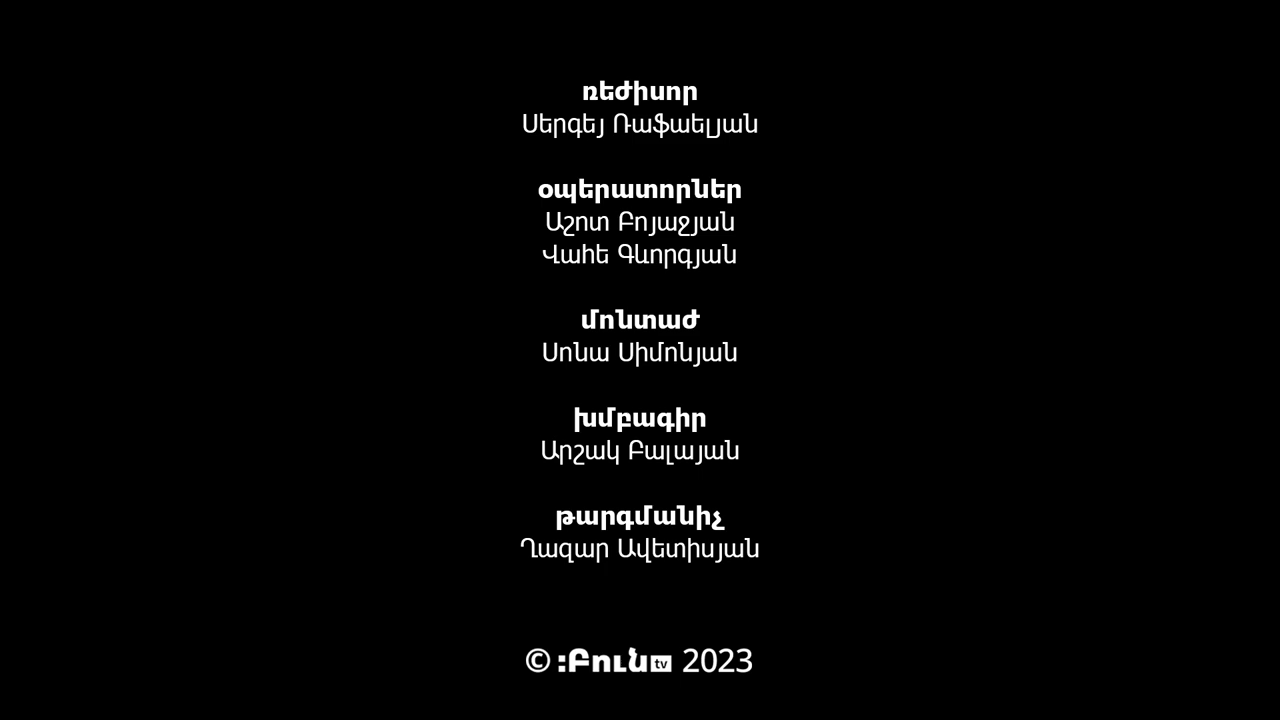 ռեժիսոր
Սերգեյ Ռաֆաելյան
օպերատորներ
Աշոտ Բոյաջյան
Վահե Գևորգյան
մոնտաժ
Սոնա Սիմոնյան
խմբագիր
Արշակ Բալայան
թարգմանիչ
Ղազար Ավետիսյան
© :Բուն tv 2023